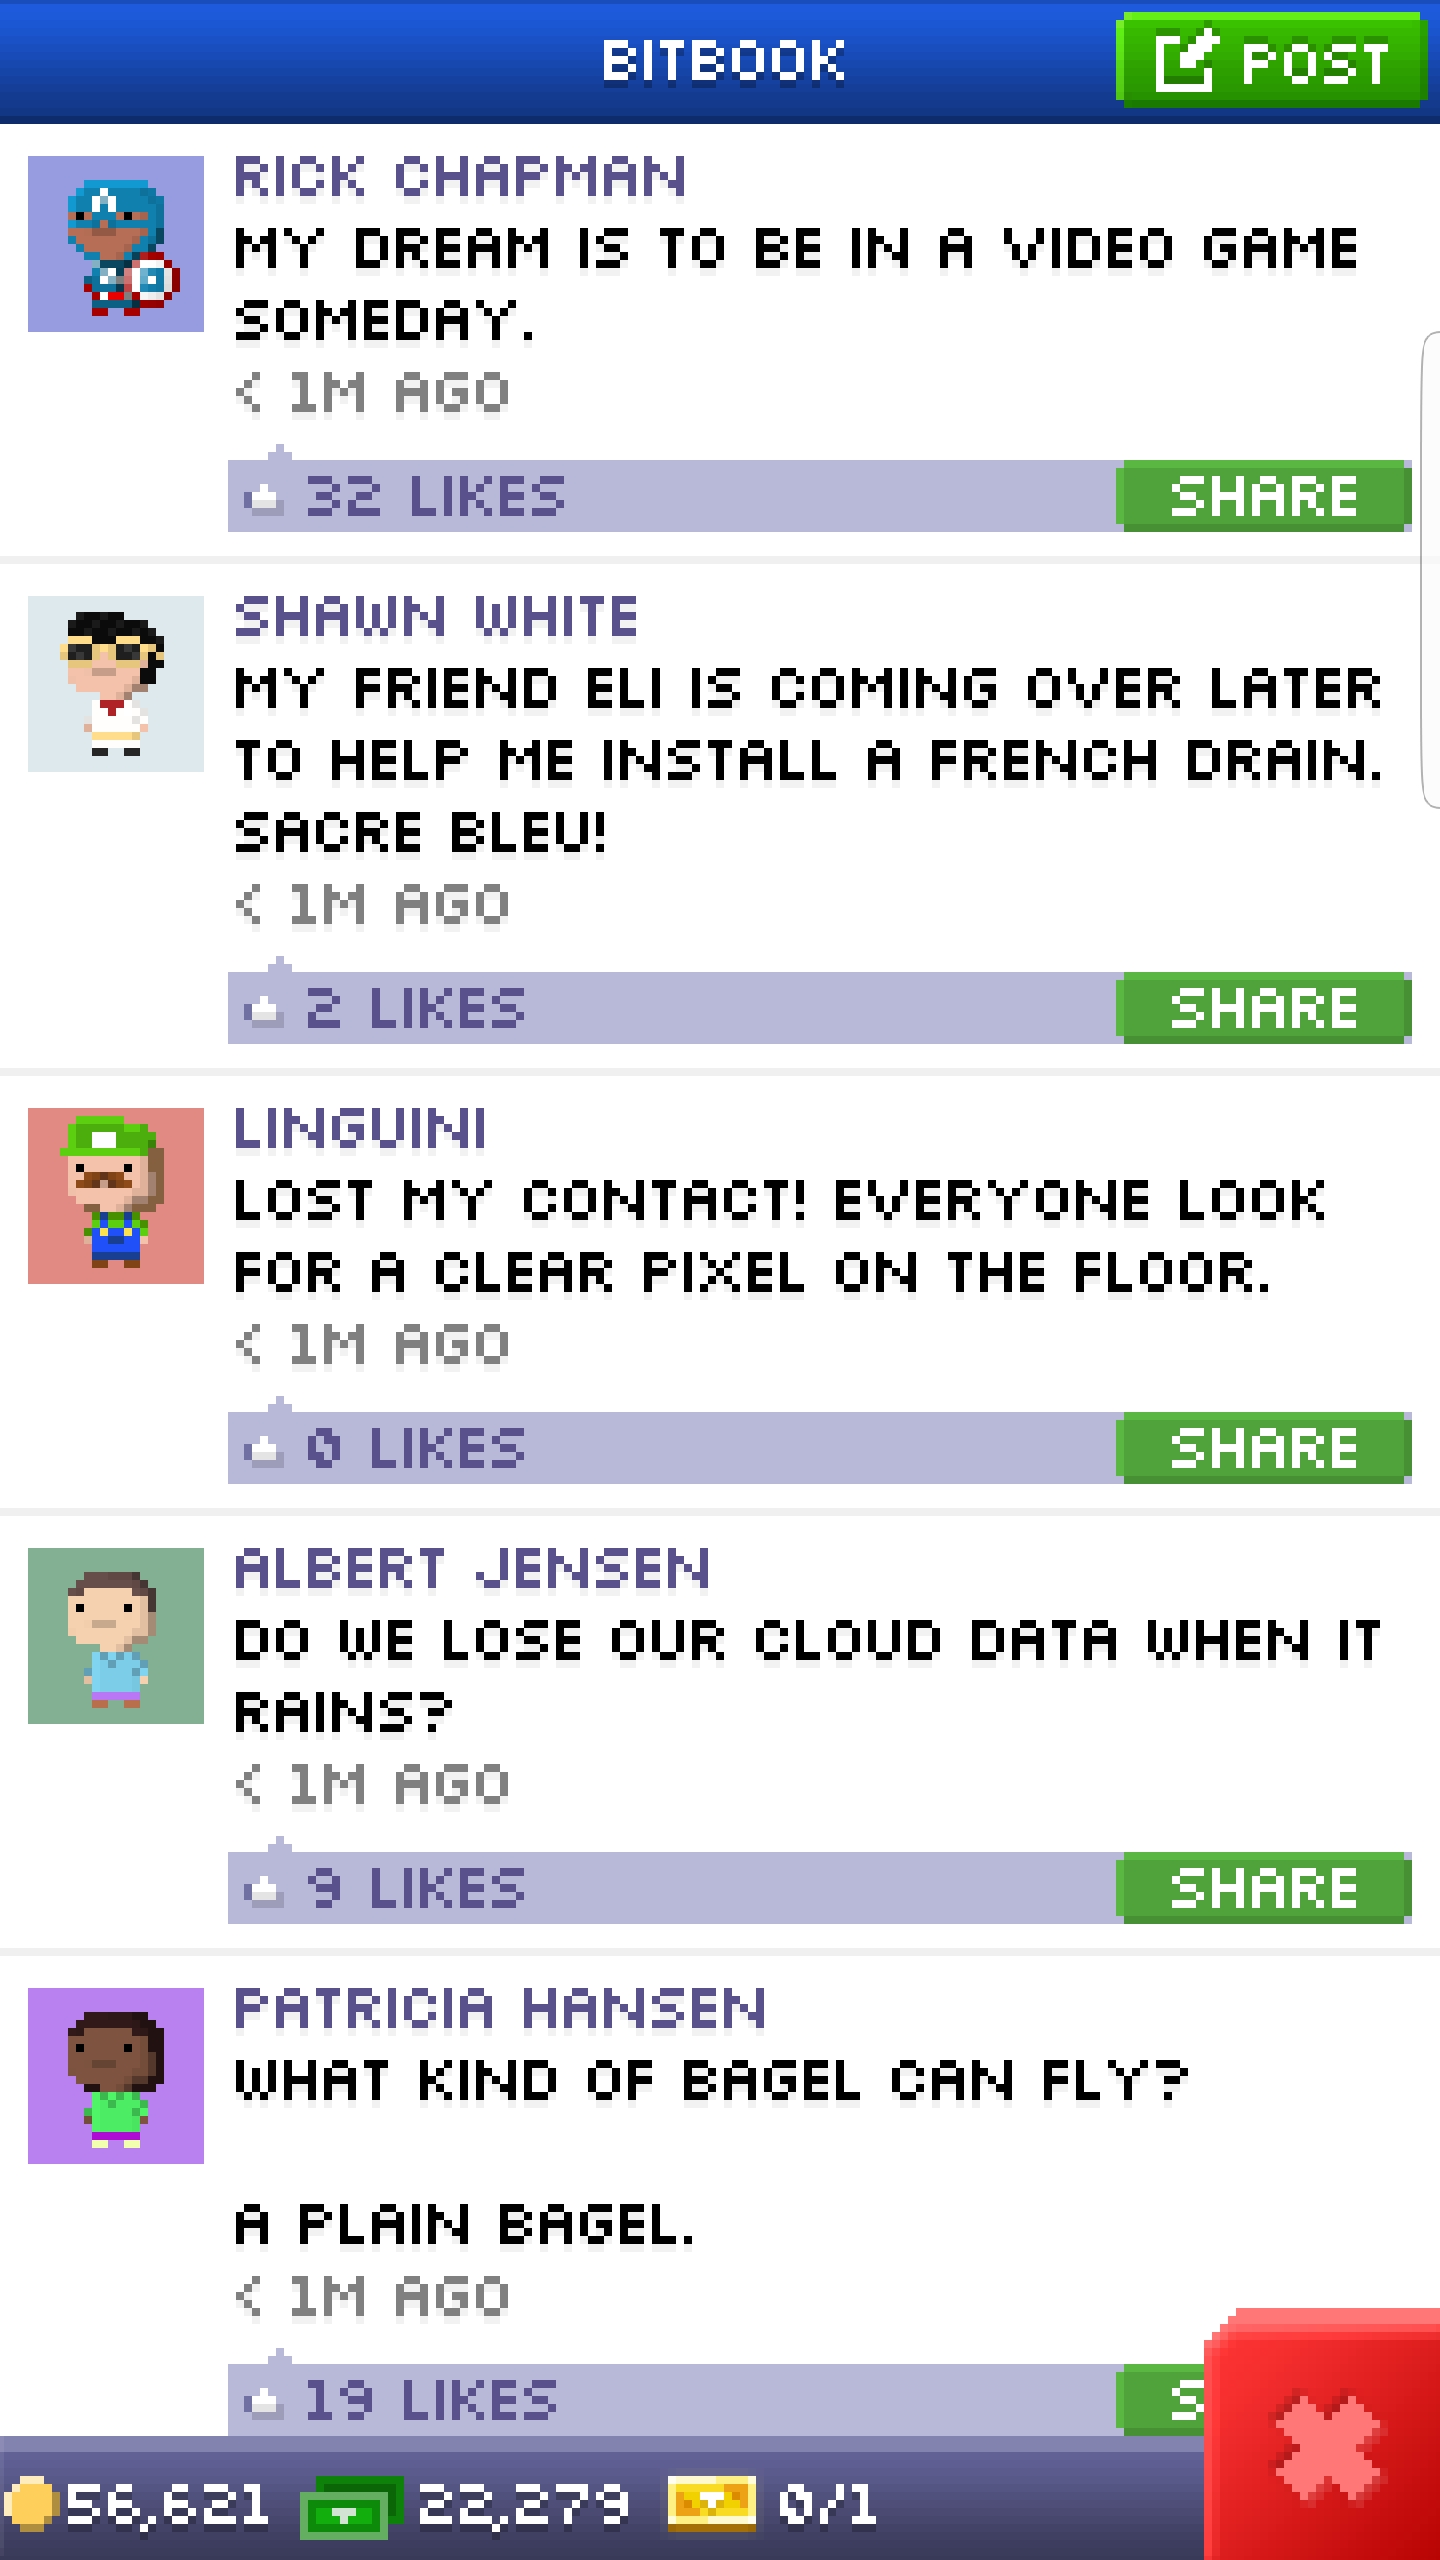 BITBOOK
POST
RICK CHAPMAN
MY DREAM IS TO BE IN A VIDEO GAME
SOMEDAY.
< 1M AGO
32 LIKES
SHARE
SHAWN WHITE
MY FRIEND ELI IS COMING OVER LATER
TO HELP ME INSTALL A FRENCH DRAIN.
SACRE BLEU!
< 1M AGO
2 LIKES
SHARE
LINGUINI
LOST MY CONTACT! EVERYONE LOOK
FOR A CLEAR PIXEL ON THE FLOOR.
< 1M AGO
0 LIKES
SHARE
ALBERT JENSEN
DO WE LOSE OUR CLOUD DATA WHEN IT
RAINS?
< 1M AGO
9 LIKES
SHARE
PATRICIA HANSEN
WHAT KIND OF BAGEL CAN FLY?
A PLAIN BAGEL.
< 1M AGO
19 LIKES
S
56,621
22,279
0/1